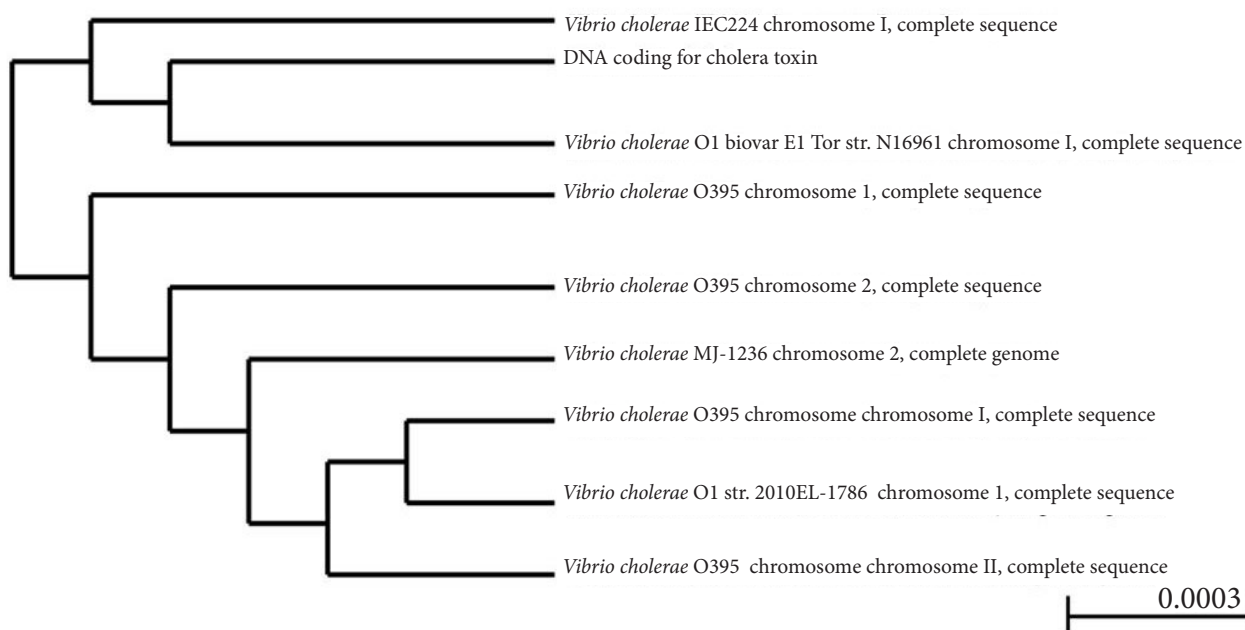 Vibrio cholerae IEC224 chromosome I, complete sequence
DNA coding for cholera toxin
Vibrio cholerae O1 biovar E1 Tor str. N16961 chromosome I, complete sequence
Vibrio cholerae O395 chromosome 1, complete sequence
Vibrio cholerae O395 chromosome 2, complete sequence
Vibrio cholerae MJ-1236 chromosome 2, complete genome
Vibrio cholerae O395 chromosome chromosome I, complete sequence
Vibrio cholerae O1 str. 2010EL-1786 chromosome 1, complete sequence
Vibrio cholerae O395 chromosome chromosome II, complete sequence
0.0003